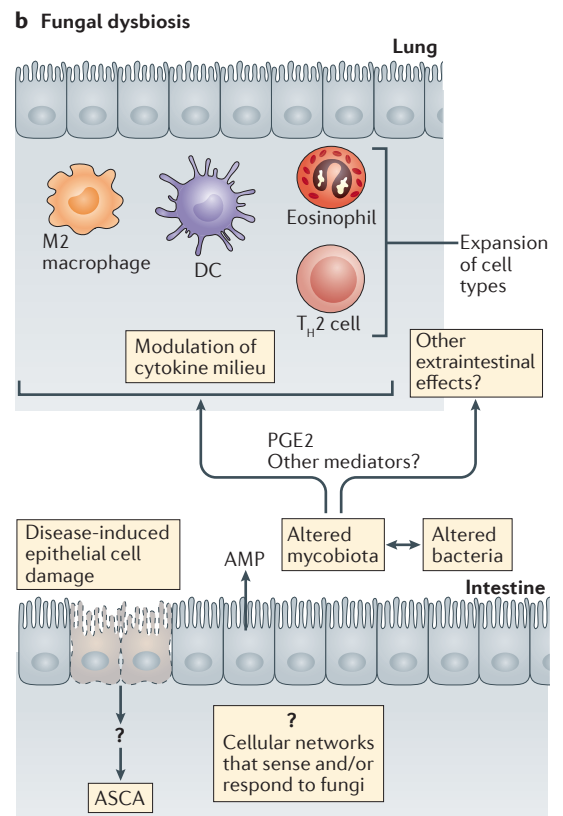 b Fungal dysbiosis
Lung
M2
macrophage
DC
Eosinophil
TH2 cell
Expansion
of cell
types
Modulation of
cytokine milieu
Other
extraintestinal
effects?
PGE2
Other mediators?
Disease-induced
epithelial cell
damage
AMP
Altered
mycobiota
Altered
bacteria
Intestine
?
ASCA
?
Cellular networks
that sense and/or
respond to fungi